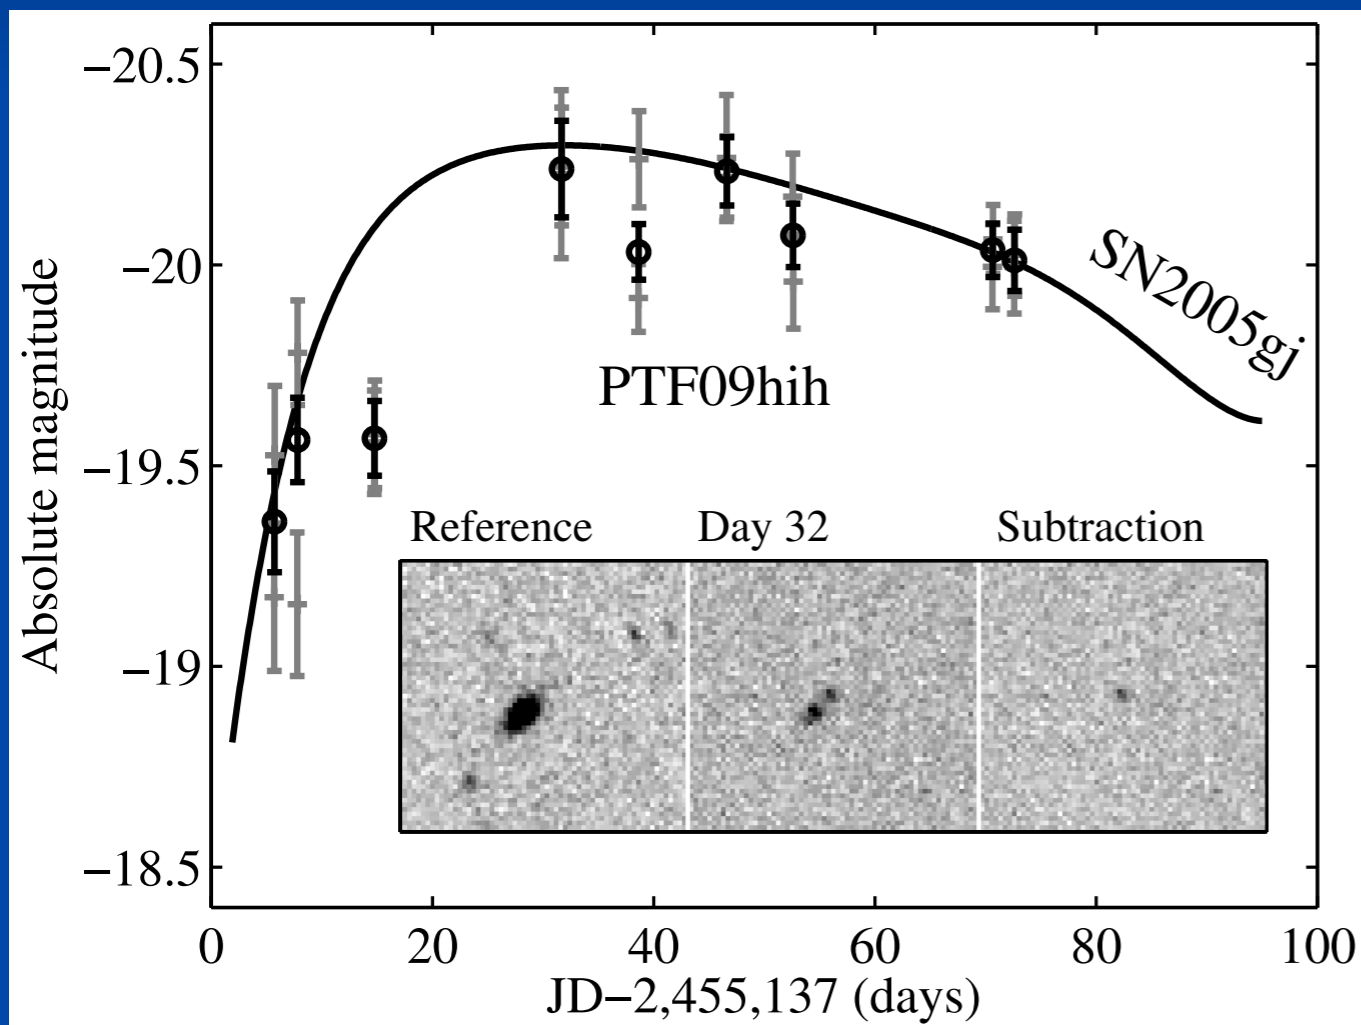 −20.5
−20
−19.5
−19
−18.5
Absolute magnitude
SN2005gj
PTF09hih
Reference
Day 32
Subtraction
0
20
40
60
80
100
JD−2,455,137 (days)